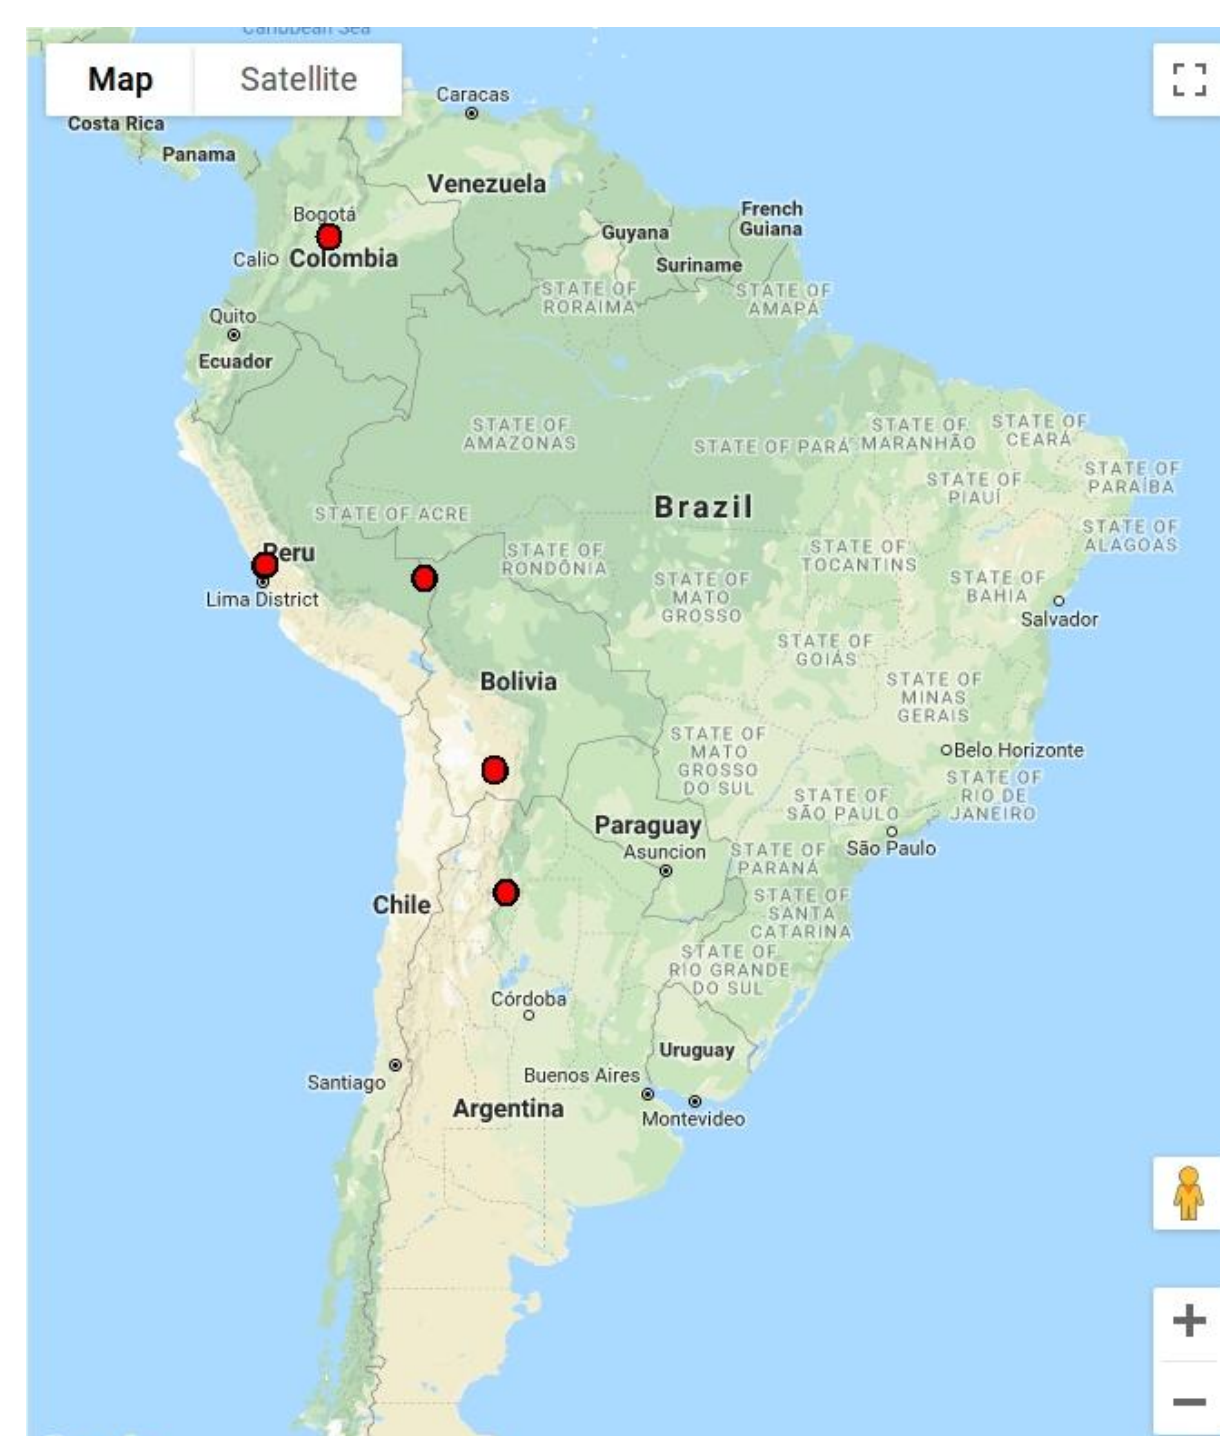 Caribbean Sea
Map
Satellite
Caracas
Costa Rica
Panama
Venezuela
Bogotá
Guyana
French
Guiana
Cali
Colombia
Suriname
STATE OF
RORAIMA
STATE OF
AMAPÁ
Quito
Ecuador
STATE OF
AMAZONAS
STATE OF PARÁ
STATE OF
MARANHÃO
STATE OF
CEARÁ
STATE OF
PARAÍBA
STATE OF
PIAUÍ
STATE OF ACRE
Brazil
STATE OF
ALAGOAS
Peru
STATE OF
RONDÔNIA
STATE OF
TOCANTINS
STATE OF
MATO
GROSSO
STATE OF
BAHIA
Lima District
Salvador
STATE OF
GOIÁS
Bolivia
STATE OF
MINAS
GERAIS
STATE OF
MATO
GROSSO
DO SUL
Belo Horizonte
STATE OF
RIO DE
JANEIRO
STATE OF
SÃO PAULO
Paraguay
Asuncion
São Paulo
STATE OF
PARANÁ
Chile
STATE OF
SANTA
CATARINA
STATE OF
RIO GRANDE
DO SUL
Córdoba
Uruguay
Santiago
Buenos Aires
Argentina
Montevideo